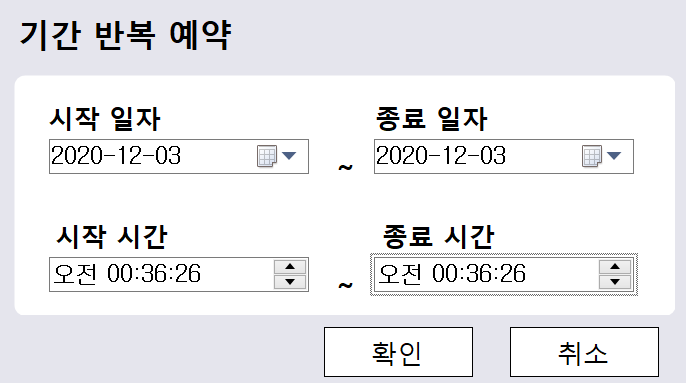 기간 반복 예약
시작 일자 종료 일자
2020-12-03 ~ 2020-12-03
시작 시간 종료 시간
오전 00:36:26 ~ 오전 00:36:26
확인 취소